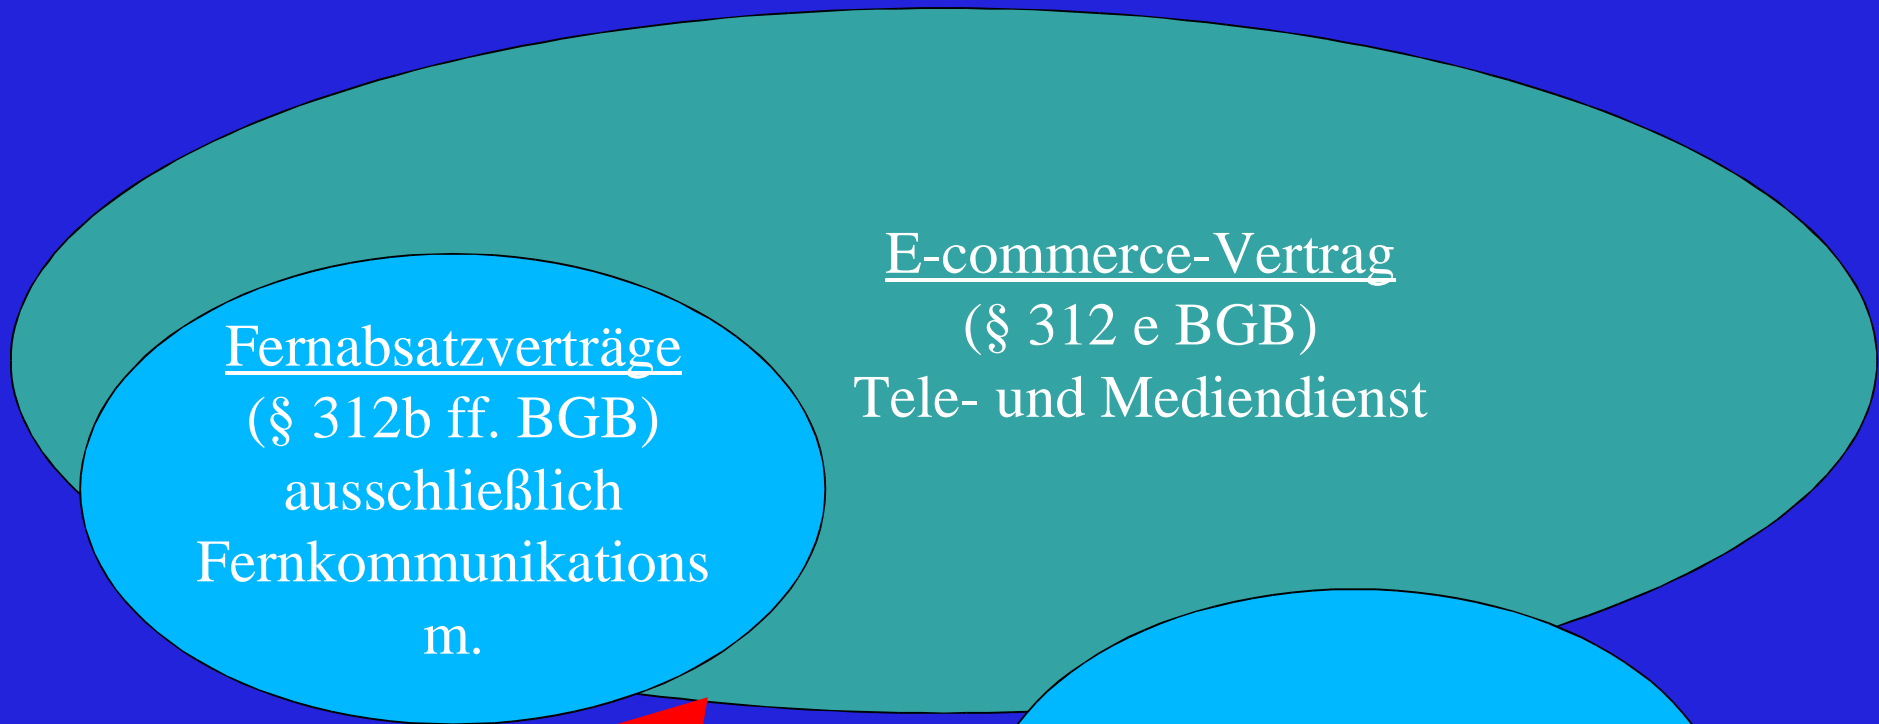 E-commerce-Vertrag
(§ 312 e BGB)
Tele- und Mediendienst
Fernabsatzverträge
(§ 312b ff. BGB)
ausschließlich
Fernkommunikations
m.